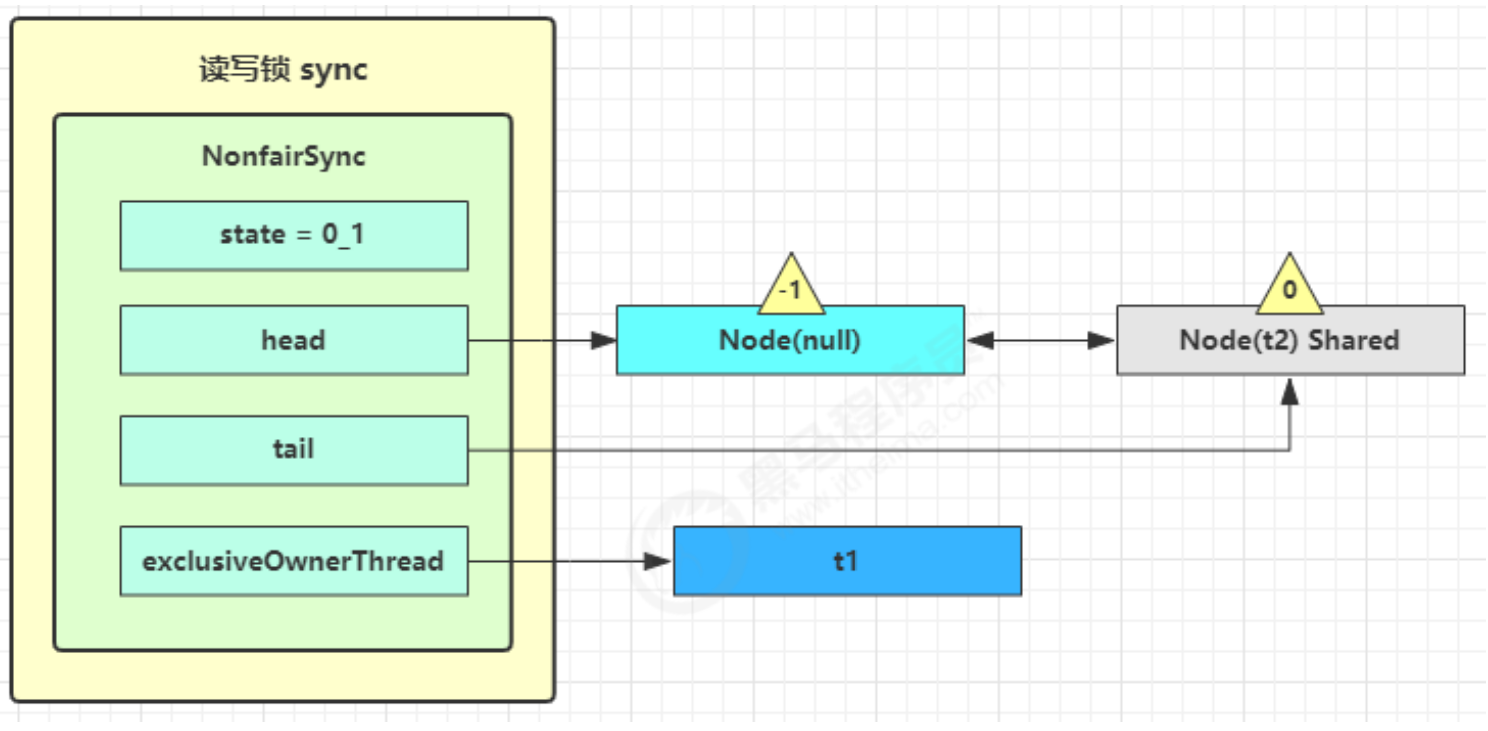 读写锁 sync
NonfairSync
state = 0_1
head
tail
exclusiveOwnerThread
-1
Node(null)
0
Node(t2) Shared
t1
黑马程序员
www.itheima.com